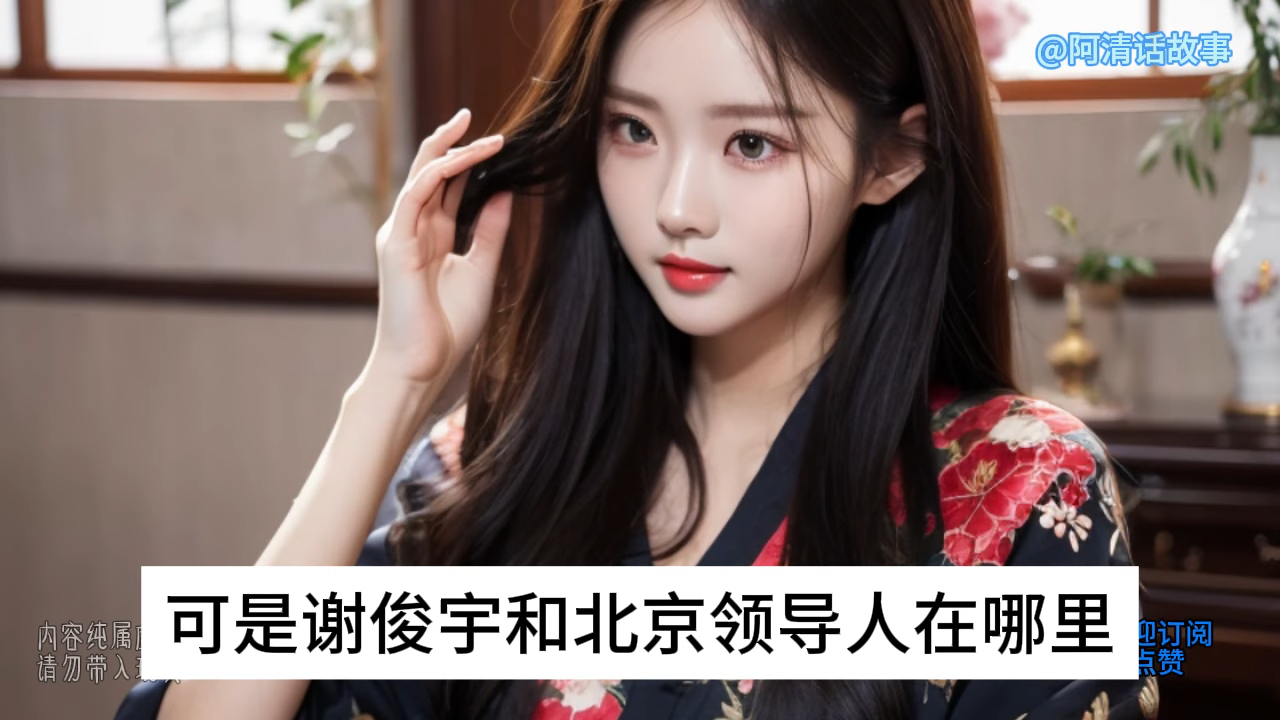 @阿清话故事
可是谢俊宇和北京领导人在哪里
内容纯属
请勿带入
迎订阅
点赞